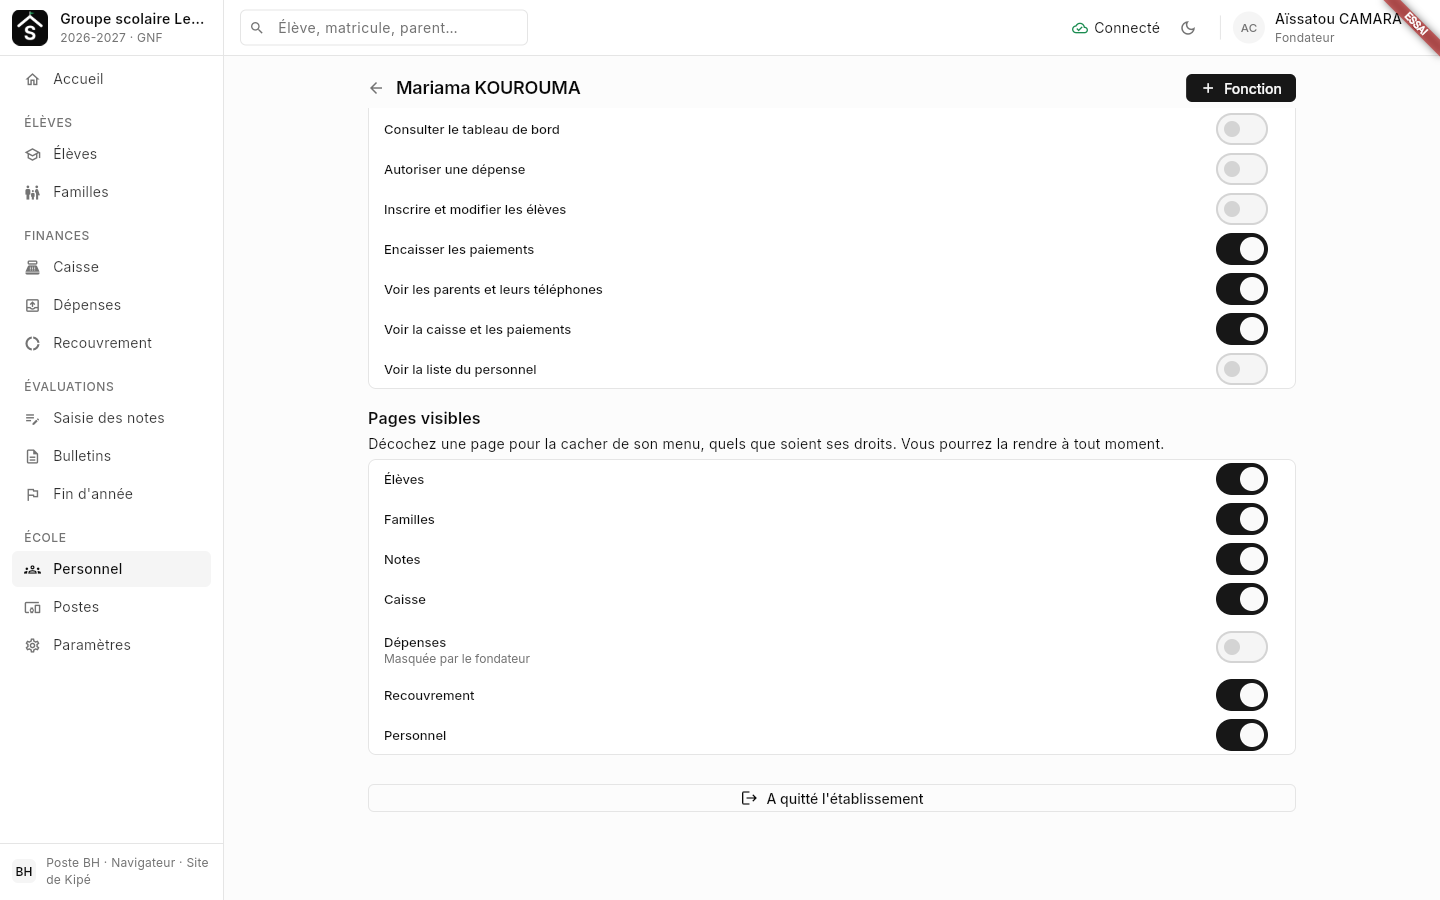 Groupe scolaire Le...
2026-2027 · GNF
Élève, matricule, parent...
Connecté
AC
Aïssatou CAMARA
Fondateur
ESSAI
Accueil
ÉLÈVES
Élèves
Familles
FINANCES
Caisse
Dépenses
Recouvrement
ÉVALUATIONS
Saisie des notes
Bulletins
Fin d'année
ÉCOLE
Personnel
Postes
Paramètres
BH
Poste BH · Navigateur · Site
de Kipé
Mariama KOUROUMA
Fonction
Consulter le tableau de bord
Autoriser une dépense
Inscrire et modifier les élèves
Encaisser les paiements
Voir les parents et leurs téléphones
Voir la caisse et les paiements
Voir la liste du personnel
Pages visibles
Décochez une page pour la cacher de son menu, quels que soient ses droits. Vous pourrez la rendre à tout moment.
Élèves
Familles
Notes
Caisse
Dépenses
Masquée par le fondateur
Recouvrement
Personnel
A quitté l'établissement